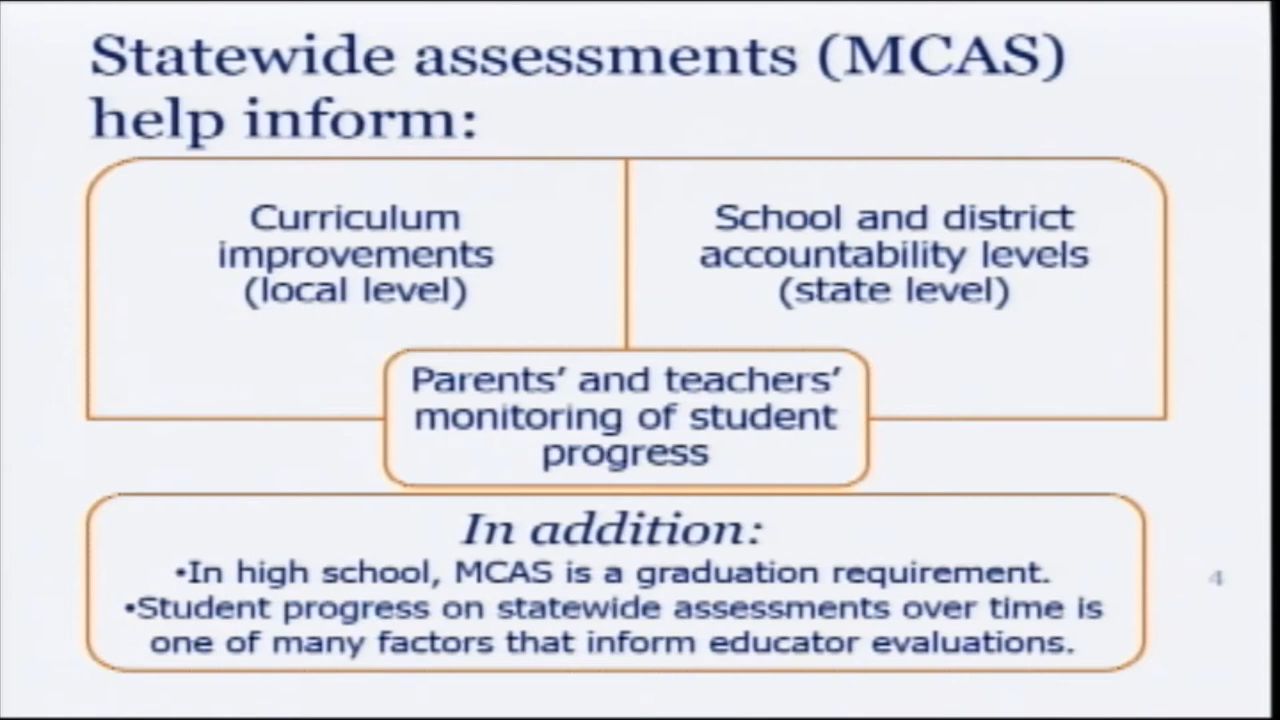 Statewide assessments (MCAS)
help inform:
Curriculum
improvements
(local level)
School and district
accountability levels
(state level)
Parents’ and teachers’
monitoring of student
progress
In addition:
•In high school, MCAS is a graduation requirement.
•Student progress on statewide assessments over time is
one of many factors that inform educator evaluations.
4